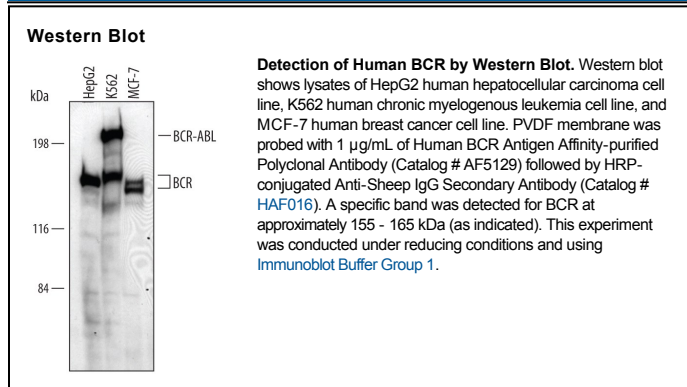 Western Blot
kDa
HepG2
K562
MCF-7
198
BCR-ABL
BCR
116
84
Detection of Human BCR by Western Blot. Western blot
shows lysates of HepG2 human hepatocellular carcinoma cell
line, K562 human chronic myelogenous leukemia cell line, and
MCF-7 human breast cancer cell line. PVDF membrane was
probed with 1 µg/mL of Human BCR Antigen Affinity-purified
Polyclonal Antibody (Catalog # AF5129) followed by HRP-
conjugated Anti-Sheep IgG Secondary Antibody (Catalog #
HAF016). A specific band was detected for BCR at
approximately 155 - 165 kDa (as indicated). This experiment
was conducted under reducing conditions and using
Immunoblot Buffer Group 1.